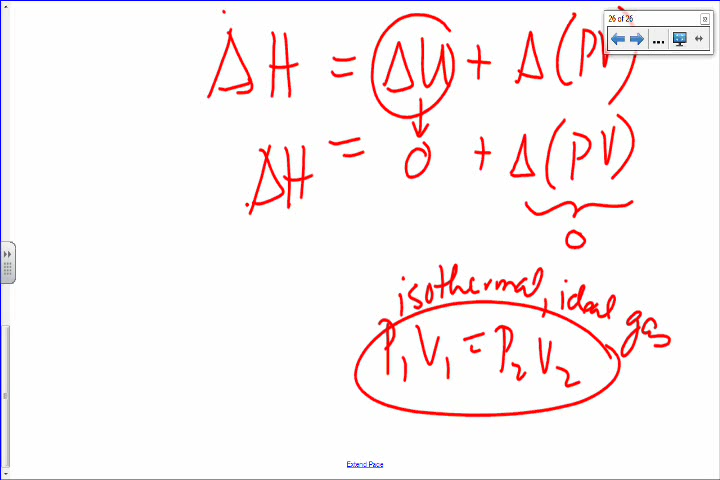 26 of 26
ΔH = ΔU + Δ(PV)
ΔH = 0 + Δ(PV)
0
isothermal, ideal gas
P₁V₁ = P₂V₂
Extend Page